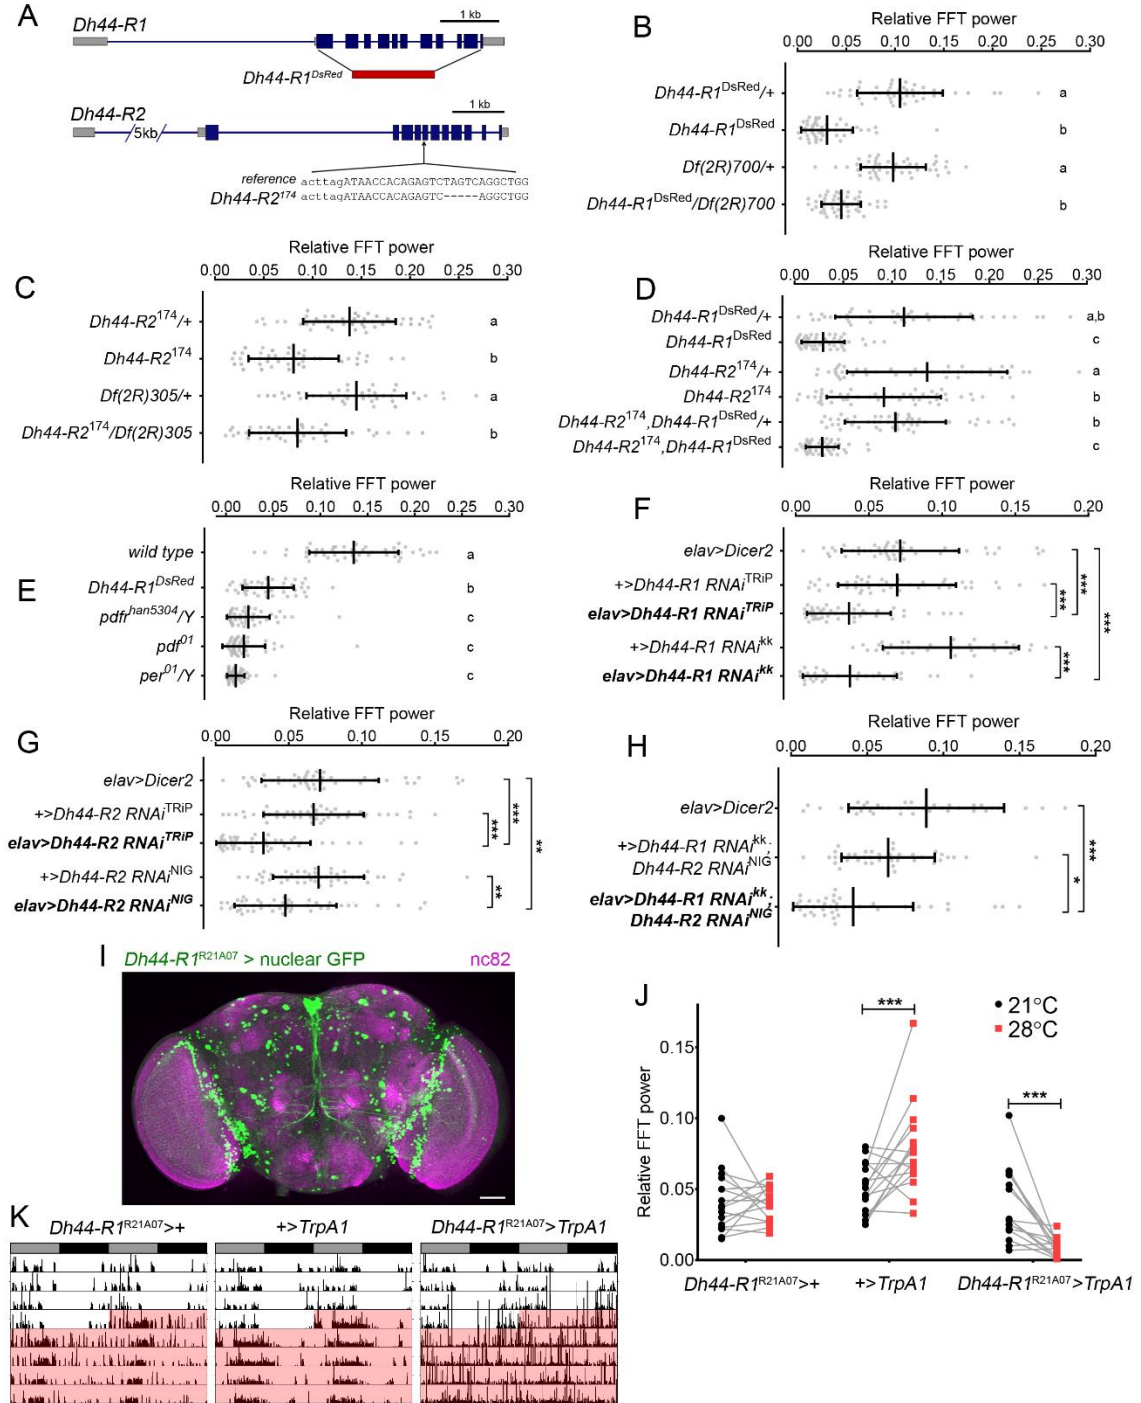 A
Dh44-R1
1 kb
Dh44-R1DsRed
Dh44-R2
1 kb
5kb
reference acttagATAACCACAGAGTCTAGTCAGGCTGG
Dh44-R2174 acttagATAACCACAGAGTC-----AGGCTGG
B
Relative FFT power
0.00 0.05 0.10 0.15 0.20 0.25 0.30
Dh44-R1DsRed/+ a
Dh44-R1DsRed b
Df(2R)700/+ a
Dh44-R1DsRed/Df(2R)700 b
C
Relative FFT power
0.00 0.05 0.10 0.15 0.20 0.25 0.30
Dh44-R2174/+ a
Dh44-R2174 b
Df(2R)305/+ a
Dh44-R2174/Df(2R)305 b
D
Relative FFT power
0.00 0.05 0.10 0.15 0.20 0.25 0.30
Dh44-R1DsRed/+ a,b
Dh44-R1DsRed c
Dh44-R2174/+ a
Dh44-R2174 b
Dh44-R2174,Dh44-R1DsRed/+ b
Dh44-R2174,Dh44-R1DsRed c
E
Relative FFT power
0.00 0.05 0.10 0.15 0.20 0.25 0.30
wild type a
Dh44-R1DsRed b
pdfrhan5304/Y c
pdf01 c
per01/Y c
F
Relative FFT power
0.00 0.05 0.10 0.15 0.20
elav>Dicer2
+>Dh44-R1 RNAiTRiP
elav>Dh44-R1 RNAiTRiP
+>Dh44-R1 RNAikk
elav>Dh44-R1 RNAikk
***
***
***
***
G
Relative FFT power
0.00 0.05 0.10 0.15 0.20
elav>Dicer2
+>Dh44-R2 RNAiTRiP
elav>Dh44-R2 RNAiTRiP
+>Dh44-R2 RNAiNIG
elav>Dh44-R2 RNAiNIG
***
***
**
**
H
Relative FFT power
0.00 0.05 0.10 0.15 0.20
elav>Dicer2
+>Dh44-R1 RNAikk;
Dh44-R2 RNAiNIG
elav>Dh44-R1 RNAikk;
Dh44-R2 RNAiNIG
*
***
I
Dh44-R1R21A07 > nuclear GFP nc82
J
21°C
28°C
Relative FFT power
0.15
0.10
0.05
0.00
***
***
Dh44-R1R21A07>+ +>TrpA1 Dh44-R1R21A07>TrpA1
K
Dh44-R1R21A07>+ +>TrpA1 Dh44-R1R21A07>TrpA1